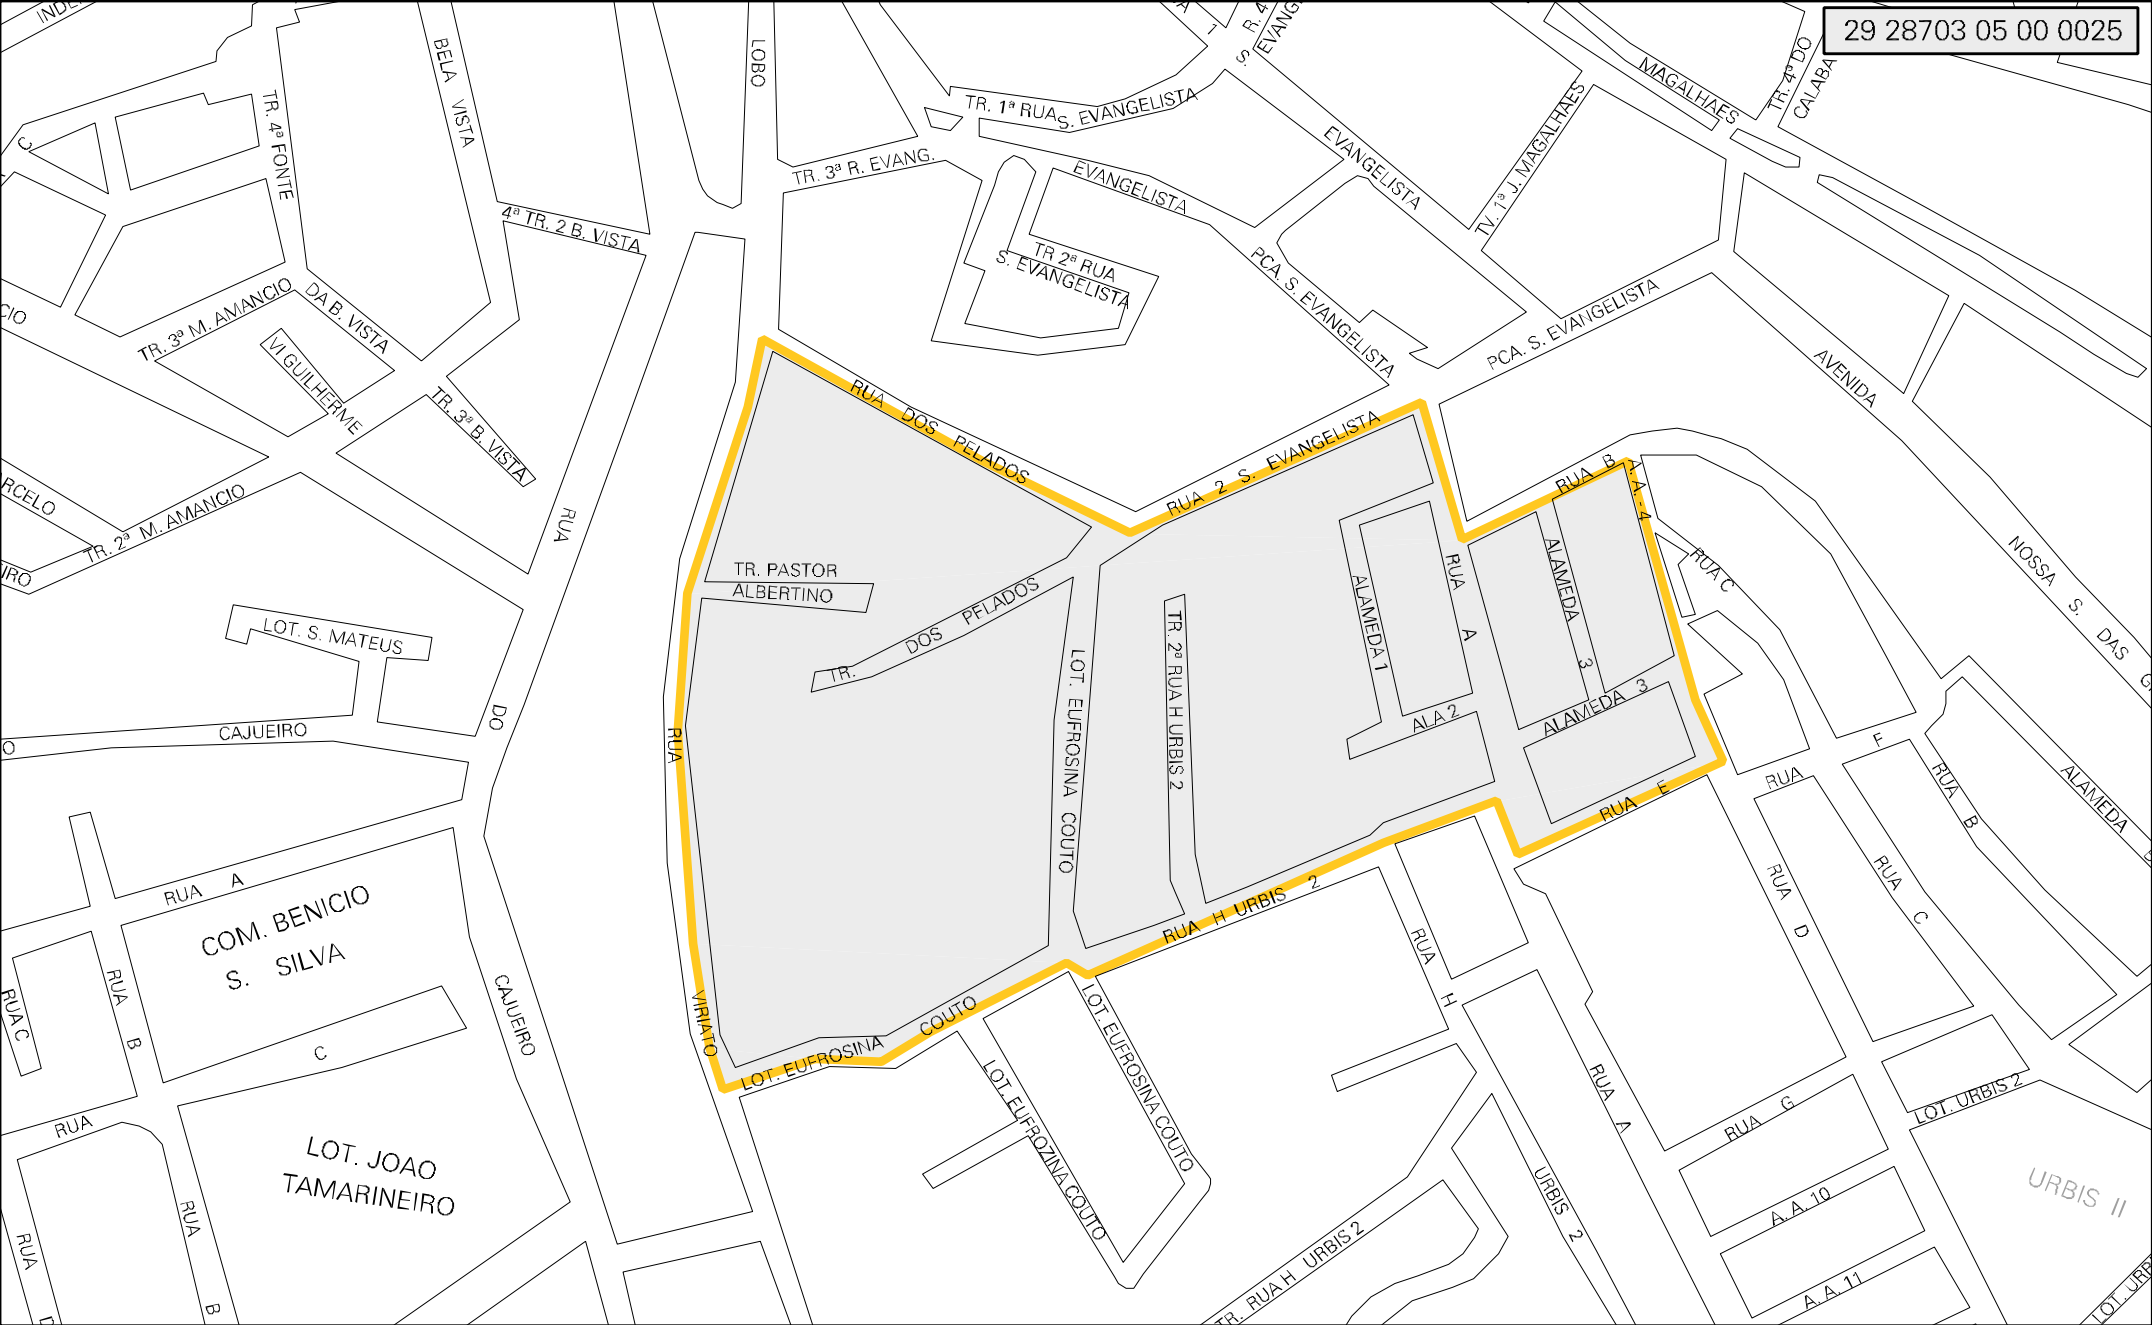 29 28703 05 00 0025
BELA VISTA
LOBO
TR. 4ª FONTE
DA B. VISTA
4ª TR. 2 B. VISTA
TR. 3ª R. EVANG.
TR. 1ª RUA
S. EVANGELISTA
EVANGELISTA
EVANGELISTA
TR 2ª RUA
S. EVANGELISTA
PCA. S. EVANGELISTA
PCA. S. EVANGELISTA
TV. 1ª J. MAGALHAES
MAGALHAES
TR. 4ª DO
CALABA
AVENIDA
NOSSA S. DAS
TR. 3ª M. AMANCIO
VI GUILHERME
TR. 3ª B. VISTA
TR. 2ª M. AMANCIO
RUA DO CAJUEIRO
LOT. S. MATEUS
CAJUEIRO
RUA DOS PELADOS
RUA 2 S. EVANGELISTA
RUA B
A. A. - 4
RUA C
TR. PASTOR
ALBERTINO
TR. DOS PELADOS
LOT. EUFROSINA COUTO
TR. 2ª RUA H URBIS 2
ALAMEDA 1
ALA 2
RUA A
ALAMEDA 3
ALAMEDA 3
RUA E
RUA VIRIATO
LOT. EUFROSINA COUTO
RUA H URBIS 2
LOT. EUFROSINA COUTO
LOT. EUFROZINA COUTO
RUA H URBIS 2
TR. RUA H URBIS 2
RUA A
RUA D
RUA F
RUA B
RUA C
ALAMEDA
RUA G
LOT. URBIS 2
A. A. 10
A. A. 11
URBIS II
LOT. URB
RUA A
COM. BENICIO
S. SILVA
RUA B
RUA C
C
RUA
LOT. JOAO
TAMARINEIRO
RUA B
RUA D